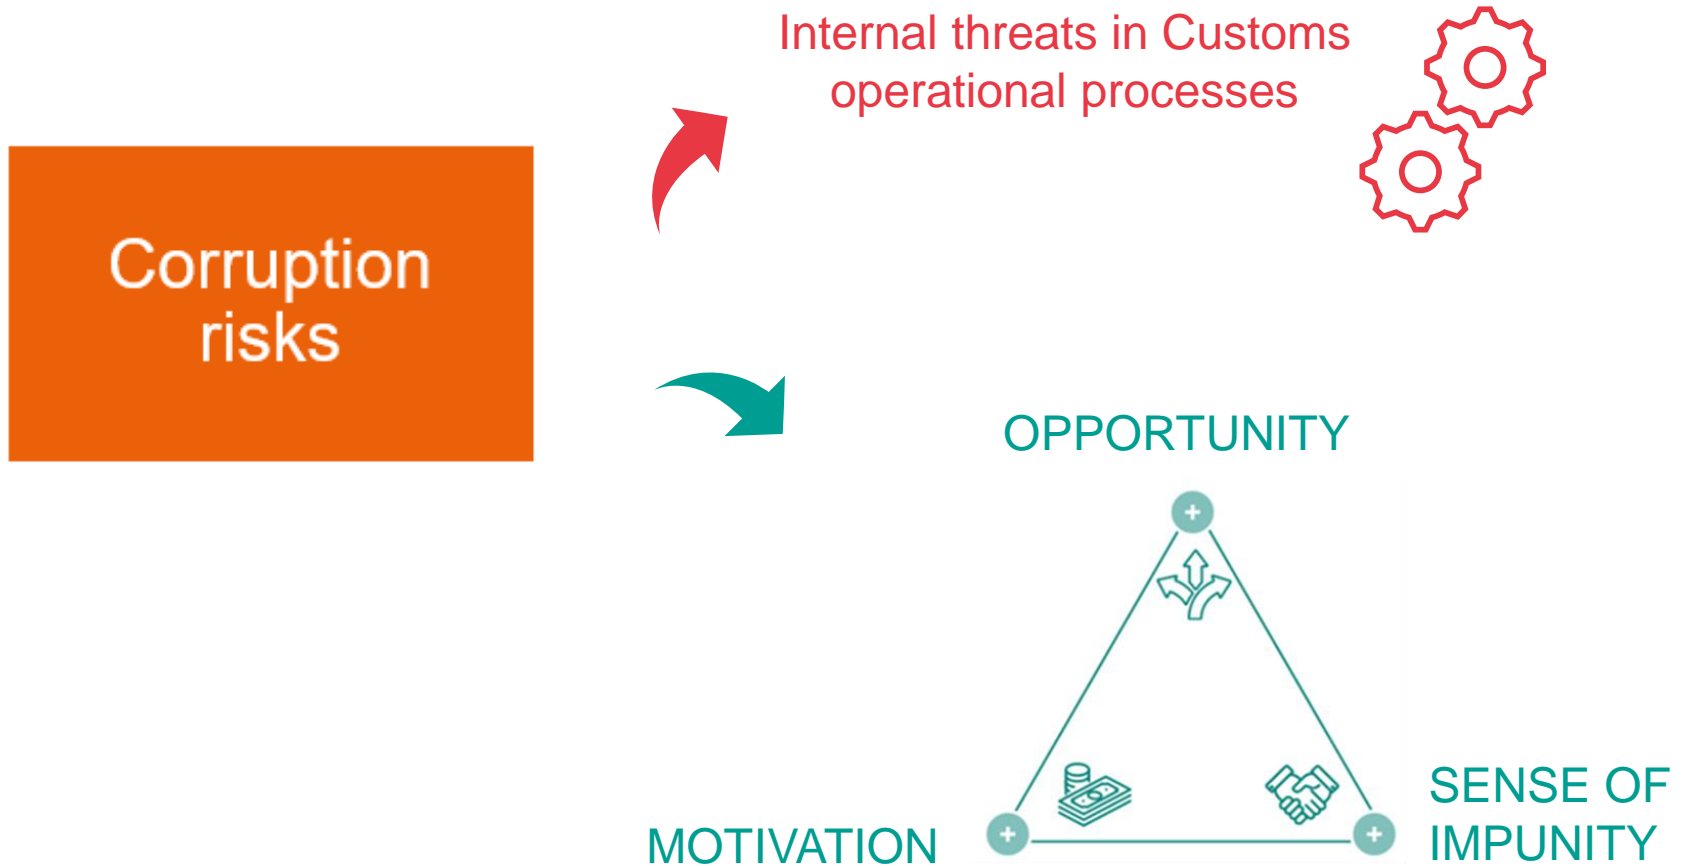 Internal threats in Customs
operational processes
Corruption
risks
OPPORTUNITY
MOTIVATION
SENSE OF
IMPUNITY